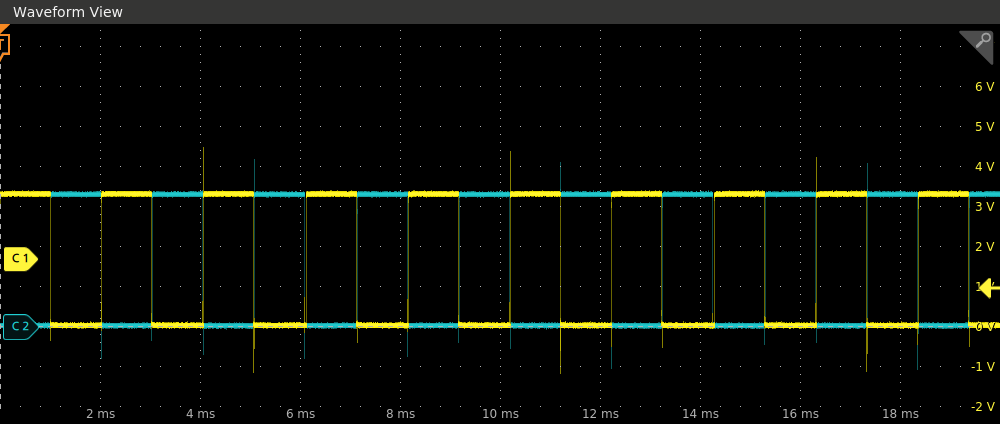 Waveform View
T
6 V
5 V
4 V
3 V
2 V
C 1
C 2
0 V
-1 V
-2 V
2 ms
4 ms
6 ms
8 ms
10 ms
12 ms
14 ms
16 ms
18 ms